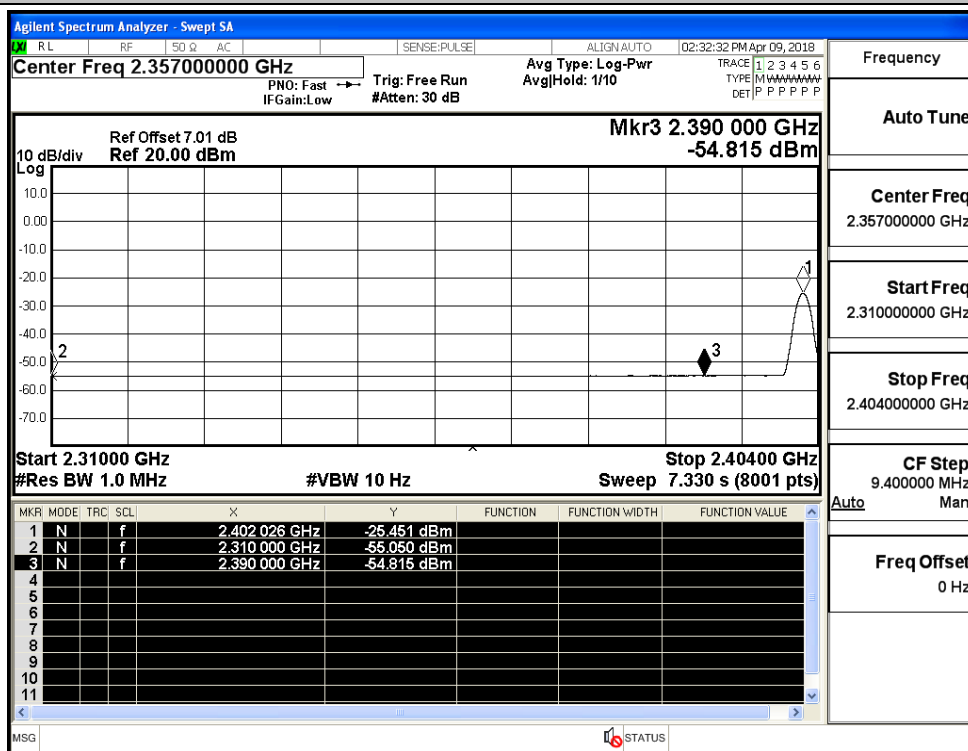 Agilent Spectrum Analyzer - Swept SA
LXI RL RF 50 Ω AC SENSE:PULSE ALIGN AUTO 02:32:32 PM Apr 09, 2018
Center Freq 2.357000000 GHz
PNO: Fast
IFGain:Low
Trig: Free Run
#Atten: 30 dB
Avg Type: Log-Pwr
Avg|Hold: 1/10
TRACE 1 2 3 4 5 6
TYPE M WWWWW
DET P P P P P P
Mkr3 2.390 000 GHz
-54.815 dBm
Ref Offset 7.01 dB
10 dB/div Ref 20.00 dBm
Log
10.0
0.00
-10.0
-20.0
-30.0
-40.0
-50.0
-60.0
-70.0
1
2
3
Start 2.31000 GHz Stop 2.40400 GHz
#Res BW 1.0 MHz #VBW 10 Hz Sweep 7.330 s (8001 pts)
MKR MODE TRC SCL X Y FUNCTION FUNCTION WIDTH FUNCTION VALUE
1 N f 2.402 026 GHz -25.451 dBm
2 N f 2.310 000 GHz -55.050 dBm
3 N f 2.390 000 GHz -54.815 dBm
4
5
6
7
8
9
10
11
MSG STATUS
Frequency
Auto Tune
Center Freq
2.357000000 GHz
Start Freq
2.310000000 GHz
Stop Freq
2.404000000 GHz
CF Step
9.400000 MHz
Auto Man
Freq Offset
0 Hz